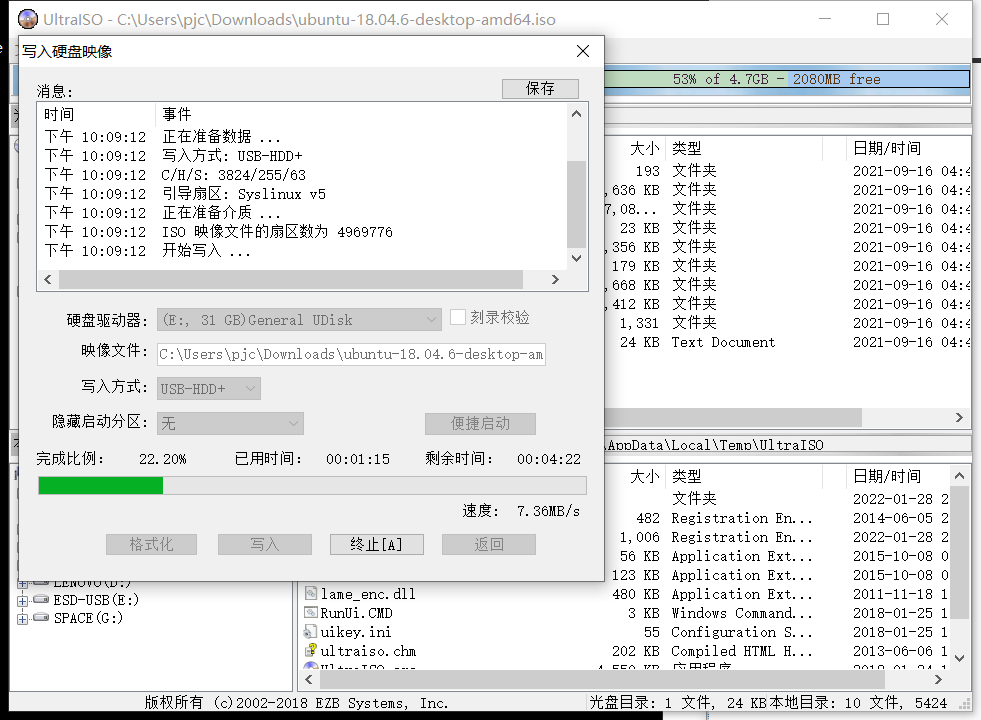 UltraISO - C:\Users\pjc\Downloads\ubuntu-18.04.6-desktop-amd64.iso
写入硬盘映像
53% of 4.7GB - 2080MB free
消息：
保存
时间 事件
下午 10:09:12 正在准备数据 ...
下午 10:09:12 写入方式: USB-HDD+
下午 10:09:12 C/H/S: 3824/255/63
下午 10:09:12 引导扇区: Syslinux v5
下午 10:09:12 正在准备介质 ...
下午 10:09:12 ISO 映像文件的扇区数为 4969776
下午 10:09:12 开始写入 ...
硬盘驱动器： (E:, 31 GB)General UDisk 刻录校验
映像文件： C:\Users\pjc\Downloads\ubuntu-18.04.6-desktop-am
写入方式： USB-HDD+
隐藏启动分区： 无 便捷启动
完成比例： 22.20% 已用时间： 00:01:15 剩余时间： 00:04:22
速度： 7.36MB/s
格式化 写入 终止[A] 返回
大小 类型 日期/时间
193 文件夹 2021-09-16 04:4
,636 KB 文件夹 2021-09-16 04:4
7,08... 文件夹 2021-09-16 04:4
23 KB 文件夹 2021-09-16 04:4
,356 KB 文件夹 2021-09-16 04:4
179 KB 文件夹 2021-09-16 04:4
,668 KB 文件夹 2021-09-16 04:4
,412 KB 文件夹 2021-09-16 04:4
1,331 文件夹 2021-09-16 04:4
24 KB Text Document 2021-09-16 04:4
\AppData\Local\Temp\UltraISO
大小 类型 日期/时间
文件夹 2022-01-28 2
482 Registration En... 2014-06-05 2
1,006 Registration En... 2022-01-28 2
56 KB Application Ext... 2015-10-08 0
123 KB Application Ext... 2015-10-08 0
lame_enc.dll 480 KB Application Ext... 2011-11-18 1
RunUi.CMD 3 KB Windows Command... 2018-01-25 1
uikey.ini 55 Configuration S... 2018-01-25 1
ultraiso.chm 202 KB Compiled HTML H... 2013-06-06 1
UltraISO.exe 4,550 KB 应用程序 2018-01-24 1
LENOVO(D:)
ESD-USB(E:)
SPACE(G:)
版权所有 (c)2002-2018 EZB Systems, Inc.
光盘目录: 1 文件, 24 KB
本地目录: 10 文件, 5424